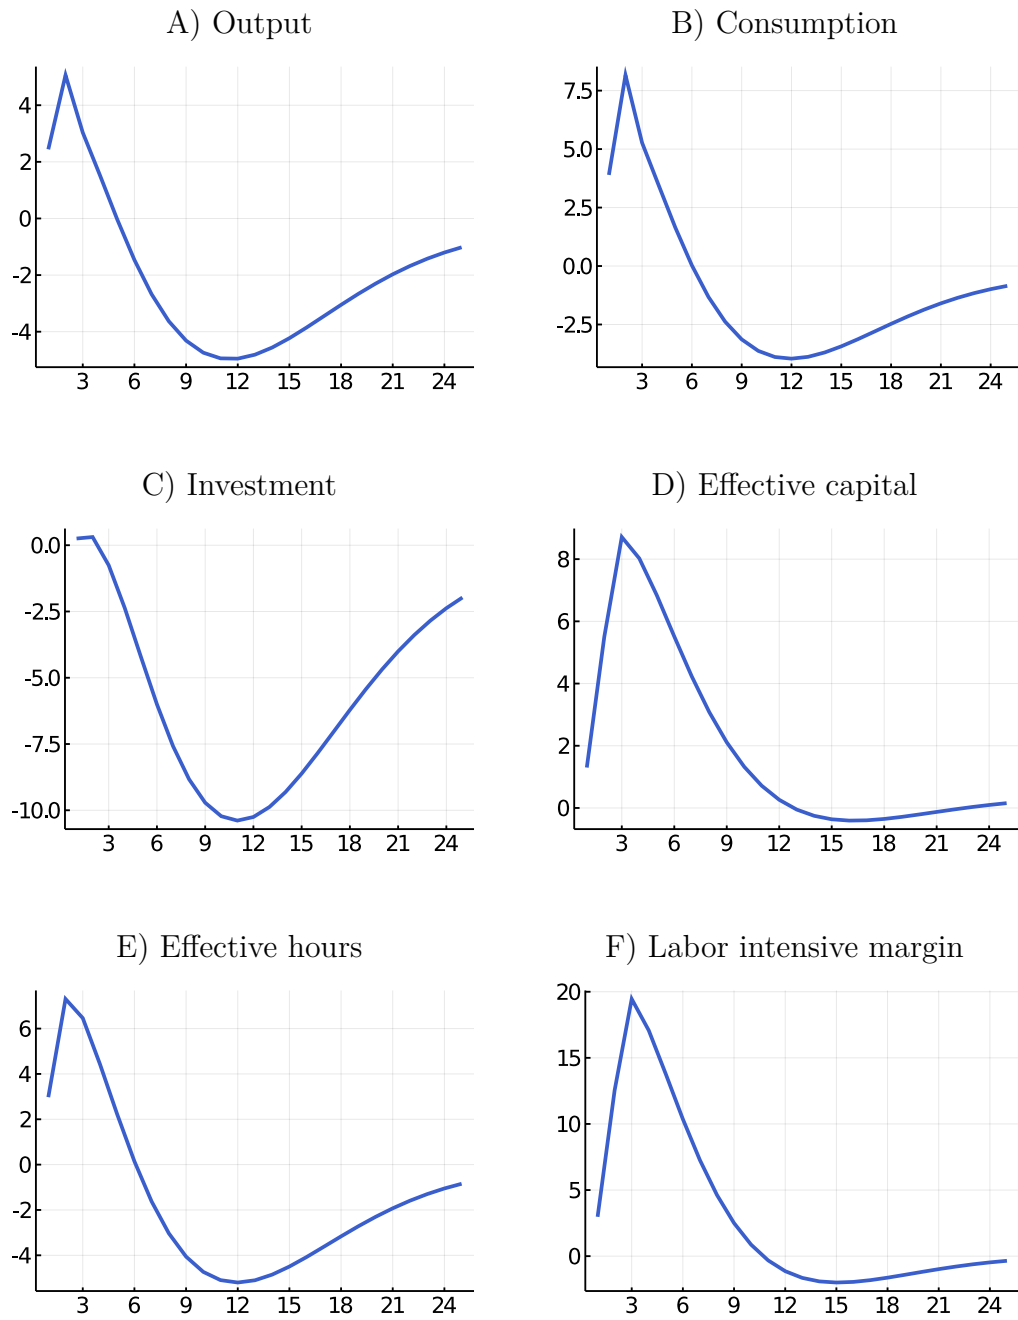 A) Output
4
2
0
-2
-4
3 6 9 12 15 18 21 24
B) Consumption
7.5
5.0
2.5
0.0
-2.5
3 6 9 12 15 18 21 24
C) Investment
0.0
-2.5
-5.0
-7.5
-10.0
3 6 9 12 15 18 21 24
D) Effective capital
8
6
4
2
0
3 6 9 12 15 18 21 24
E) Effective hours
6
4
2
0
-2
-4
3 6 9 12 15 18 21 24
F) Labor intensive margin
20
15
10
5
0
3 6 9 12 15 18 21 24